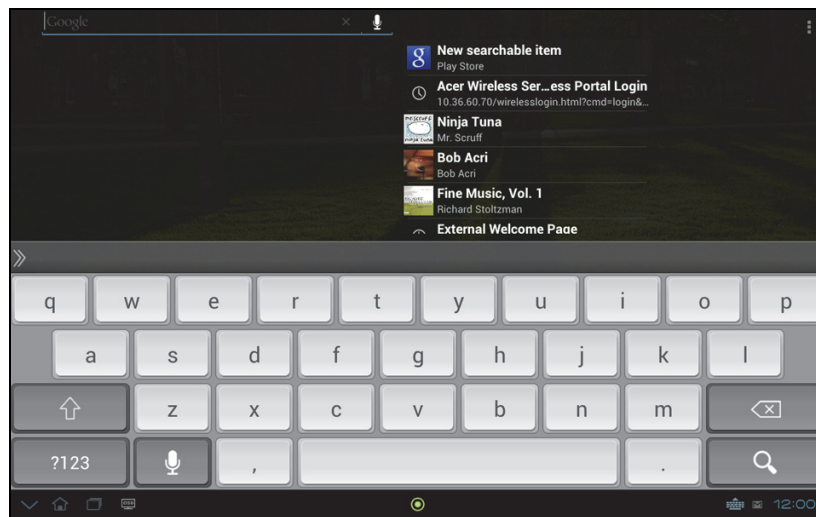 Google
New searchable item
Play Store
Acer Wireless Ser...ess Portal Login
10.36.60.70/wirelesslogin.html?cmd=login&...
Ninja Tuna
Mr. Scruff
Bob Acri
Bob Acri
Fine Music, Vol. 1
Richard Stoltzman
External Welcome Page
q w e r t y u i o p
a s d f g h j k l
z x c v b n m
?123 , .
12:00